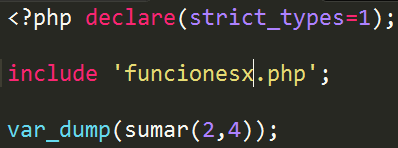 <?php declare(strict_types=1);
include 'funcionesx.php';
var_dump(sumar(2,4));